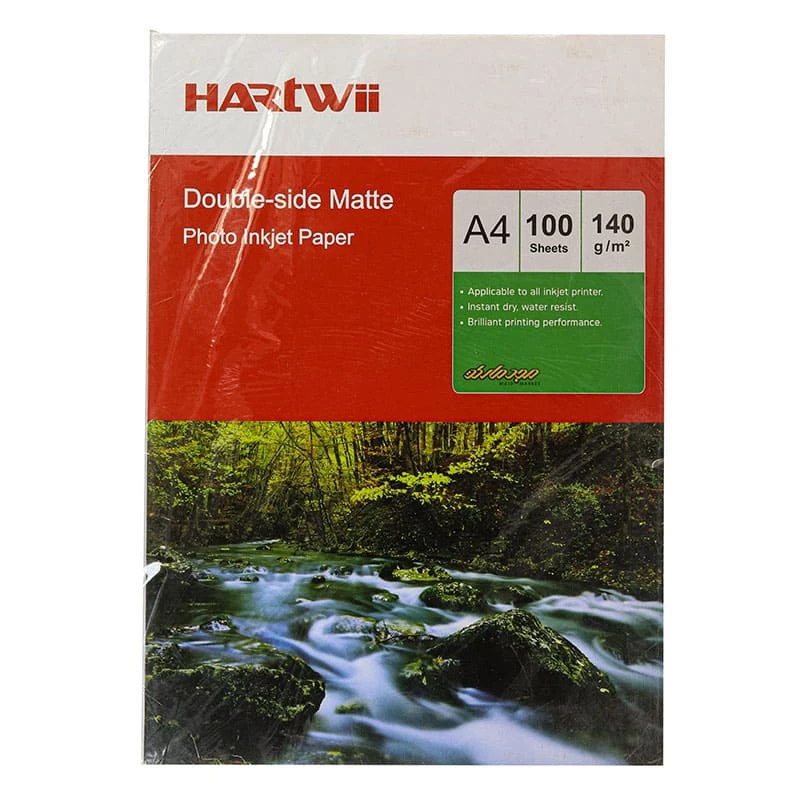 HARtwii
Double-side Matte
Photo Inkjet Paper
A4
100
Sheets
140
g/m²
• Applicable to all inkjet printer.
• Instant dry, water resist.
• Brilliant printing performance.